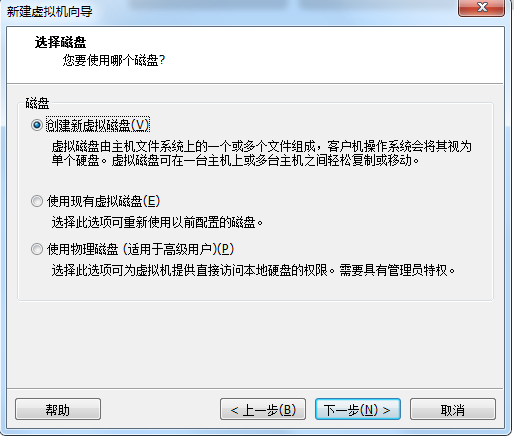 新建虚拟机向导
选择磁盘
您要使用哪个磁盘?
磁盘
创建新虚拟磁盘(V)
虚拟磁盘由主机文件系统上的一个或多个文件组成，客户机操作系统会将其视为
单个硬盘。虚拟磁盘可在一台主机上或多台主机之间轻松复制或移动。
使用现有虚拟磁盘(E)
选择此选项可重新使用以前配置的磁盘。
使用物理磁盘 (适用于高级用户)(P)
选择此选项可为虚拟机提供直接访问本地硬盘的权限。需要具有管理员特权。
帮助
< 上一步(B)
下一步(N) >
取消